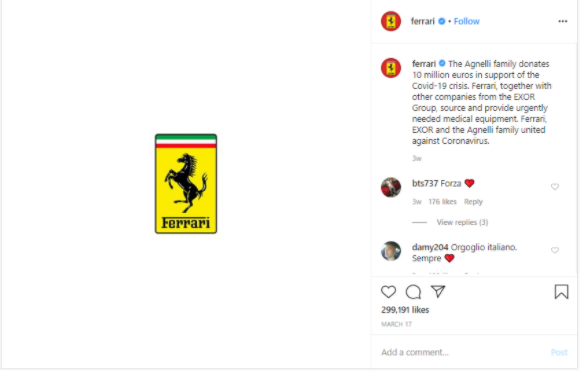 ferrari • Follow
ferrari The Agnelli family donates
10 million euros in support of the
Covid-19 crisis. Ferrari, together with
other companies from the EXOR
Group, source and provide urgently
needed medical equipment. Ferrari,
EXOR and the Agnelli family united
against Coronavirus.
3w
bts737 Forza ❤
3w 176 likes Reply
View replies (3)
damy204 Orgoglio italiano.
Sempre ❤
299,191 likes
MARCH 17
Add a comment...
Post
Ferrari